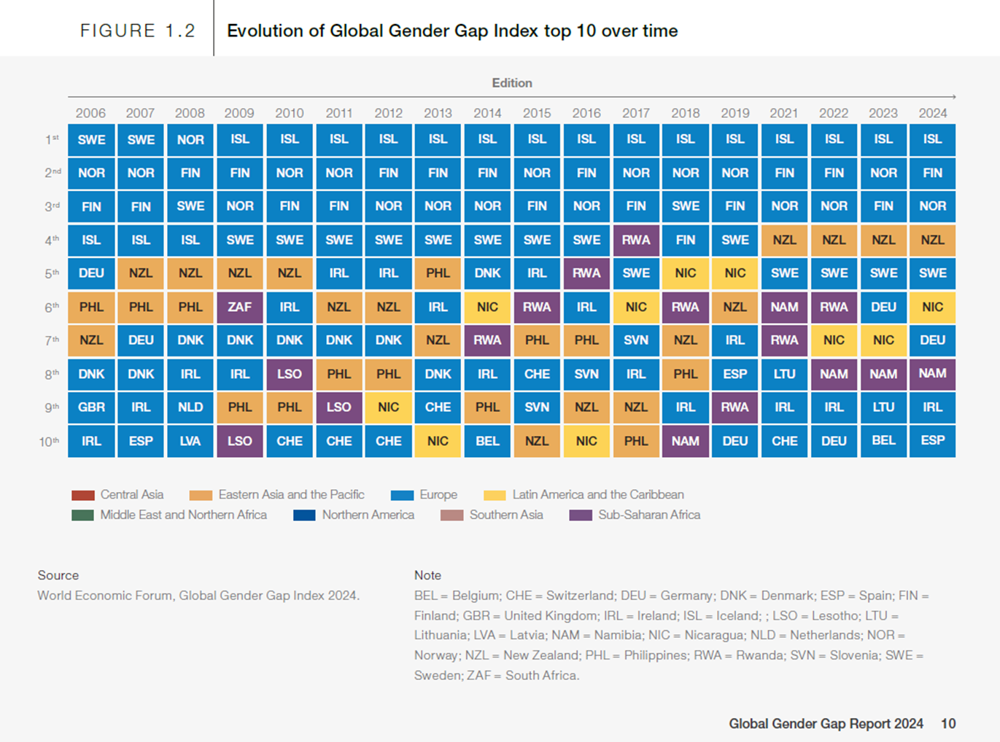 FIGURE 1.2
Evolution of Global Gender Gap Index top 10 over time
Edition
2006 2007 2008 2009 2010 2011 2012 2013 2014 2015 2016 2017 2018 2019 2021 2022 2023 2024
1st SWE SWE NOR ISL ISL ISL ISL ISL ISL ISL ISL ISL ISL ISL ISL ISL ISL ISL
2nd NOR NOR FIN FIN NOR NOR FIN FIN FIN NOR FIN NOR NOR NOR FIN FIN NOR FIN
3rd FIN FIN SWE NOR FIN FIN NOR NOR NOR FIN NOR FIN SWE FIN NOR NOR FIN NOR
4th ISL ISL ISL SWE SWE SWE SWE SWE SWE SWE SWE RWA FIN SWE NZL NZL NZL NZL
5th DEU NZL NZL NZL NZL IRL IRL PHL DNK IRL RWA SWE NIC NIC SWE SWE SWE SWE
6th PHL PHL PHL ZAF IRL NZL NZL IRL NIC RWA IRL NIC RWA NZL NAM RWA DEU NIC
7th NZL DEU DNK DNK DNK DNK DNK NZL RWA PHL PHL SVN NZL IRL RWA NIC NIC DEU
8th DNK DNK IRL IRL LSO PHL PHL DNK IRL CHE SVN IRL PHL ESP LTU NAM NAM NAM
9th GBR IRL NLD PHL PHL LSO NIC CHE PHL SVN NZL NZL IRL RWA IRL IRL LTU IRL
10th IRL ESP LVA LSO CHE CHE CHE NIC BEL NZL NIC PHL NAM DEU CHE DEU BEL ESP
Central Asia Eastern Asia and the Pacific Europe Latin America and the Caribbean
Middle East and Northern Africa Northern America Southern Asia Sub-Saharan Africa
Source
World Economic Forum, Global Gender Gap Index 2024.
Note
BEL = Belgium; CHE = Switzerland; DEU = Germany; DNK = Denmark; ESP = Spain; FIN =
Finland; GBR = United Kingdom; IRL = Ireland; ISL = Iceland; ; LSO = Lesotho; LTU =
Lithuania; LVA = Latvia; NAM = Namibia; NIC = Nicaragua; NLD = Netherlands; NOR =
Norway; NZL = New Zealand; PHL = Philippines; RWA = Rwanda; SVN = Slovenia; SWE =
Sweden; ZAF = South Africa.
Global Gender Gap Report 2024 10